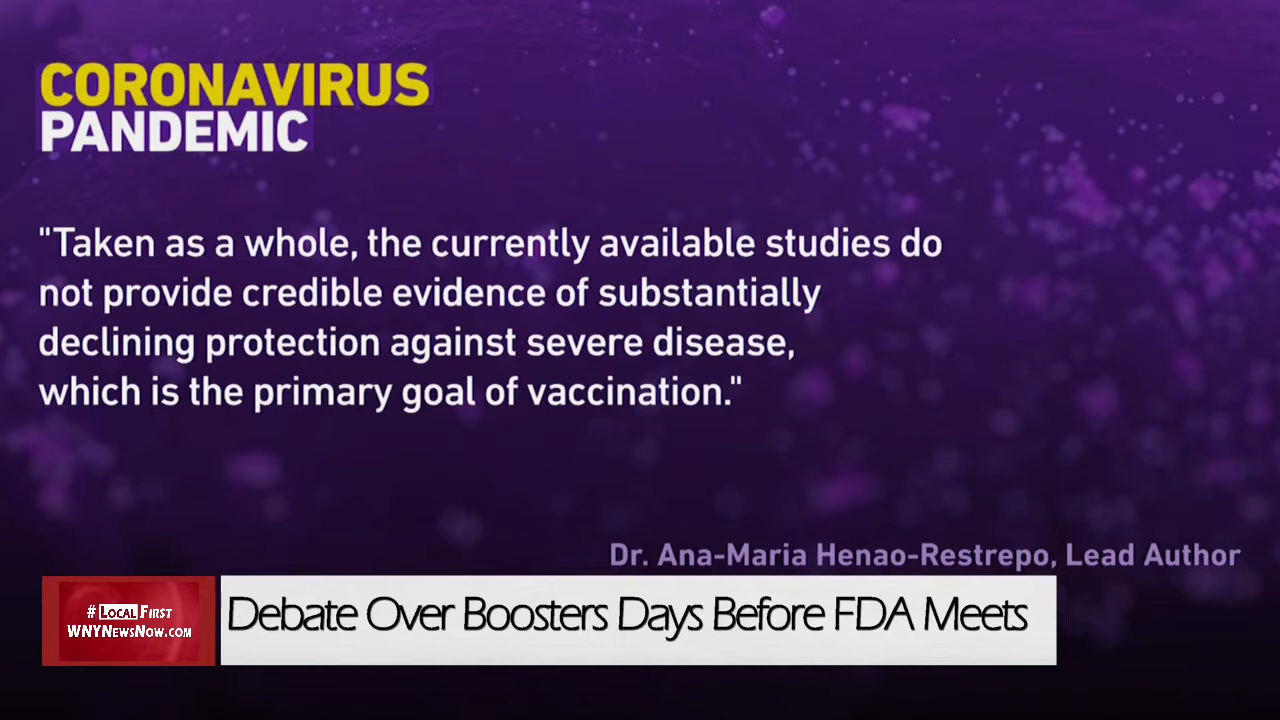 CORONAVIRUS
PANDEMIC
"Taken as a whole, the currently available studies do
not provide credible evidence of substantially
declining protection against severe disease,
which is the primary goal of vaccination."
Dr. Ana-Maria Henao-Restrepo, Lead Author
# LOCAL FIRST
WNYNEWSNOW.COM
Debate Over Boosters Days Before FDA Meets